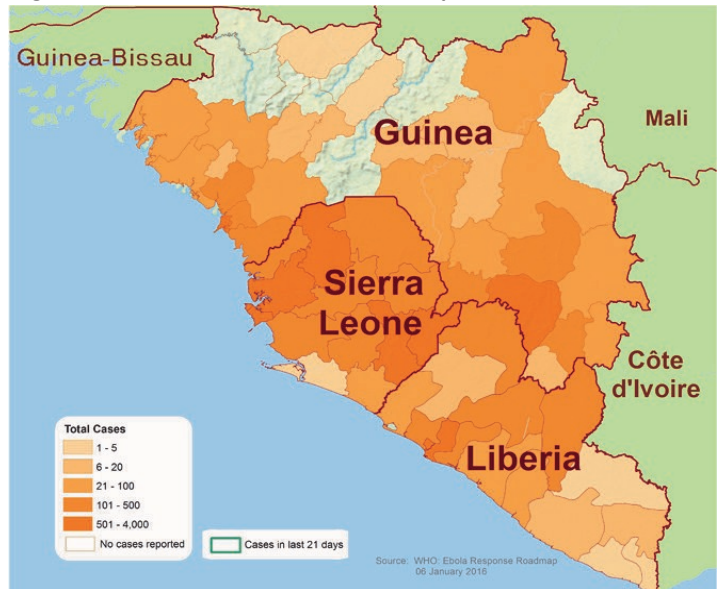 Guinea-Bissau
Mali
Guinea
Sierra
Leone
Côte
d'Ivoire
Liberia
Total Cases
1 - 5
6 - 20
21 - 100
101 - 500
501 - 4,000
No cases reported
Cases in last 21 days
Source: WHO: Ebola Response Roadmap
06 January 2016